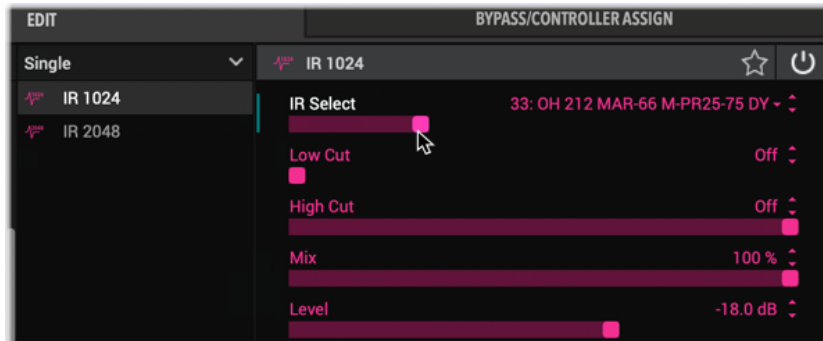 EDIT
BYPASS/CONTROLLER ASSIGN
Single
IR 1024
IR 1024
IR 2048
IR Select
33: OH 212 MAR-66 M-PR25-75 DY
Low Cut
Off
High Cut
Off
Mix
100 %
Level
-18.0 dB